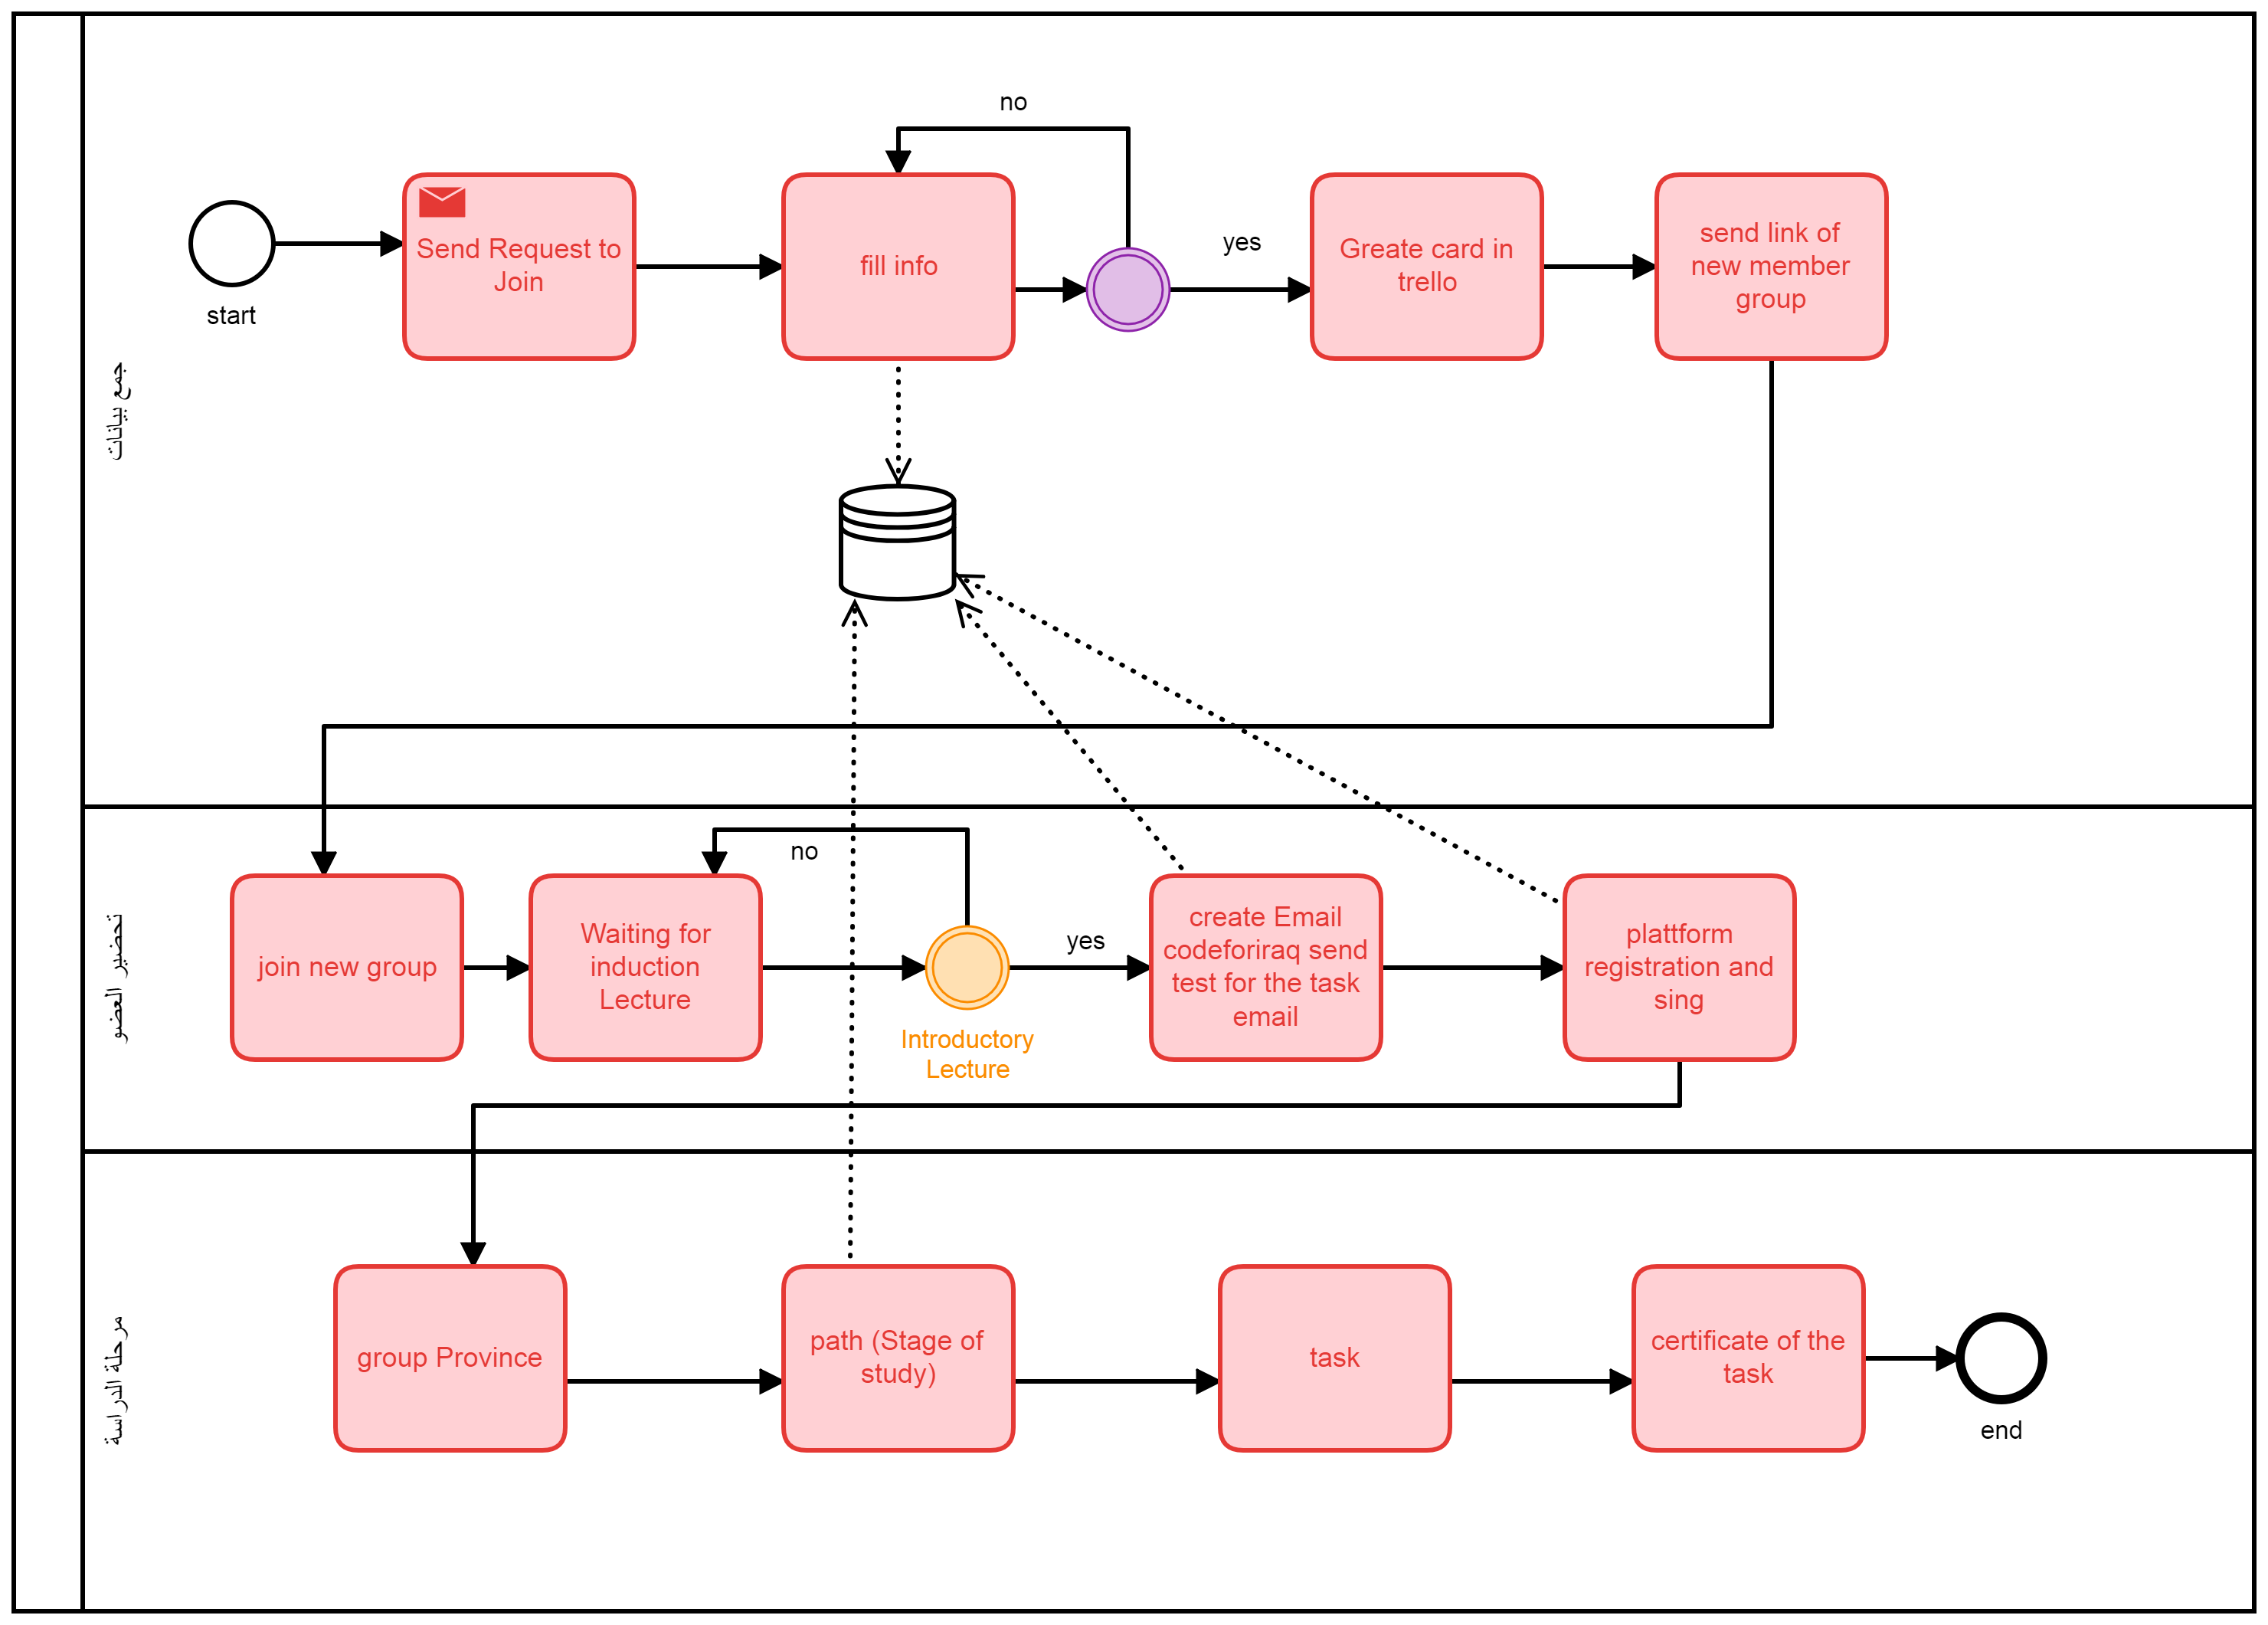 جمع بيانات
no
Send Request to
Join
fill info
yes
Greate card in
trello
send link of
new member
group
start
تحضير العضو
no
join new group
Waiting for
induction
Lecture
Introductory
Lecture
yes
create Email
codeforiraq send
test for the task
email
plattform
registration and
sing
مرحلة الدراسة
group Province
path (Stage of
study)
task
certificate of the
task
end